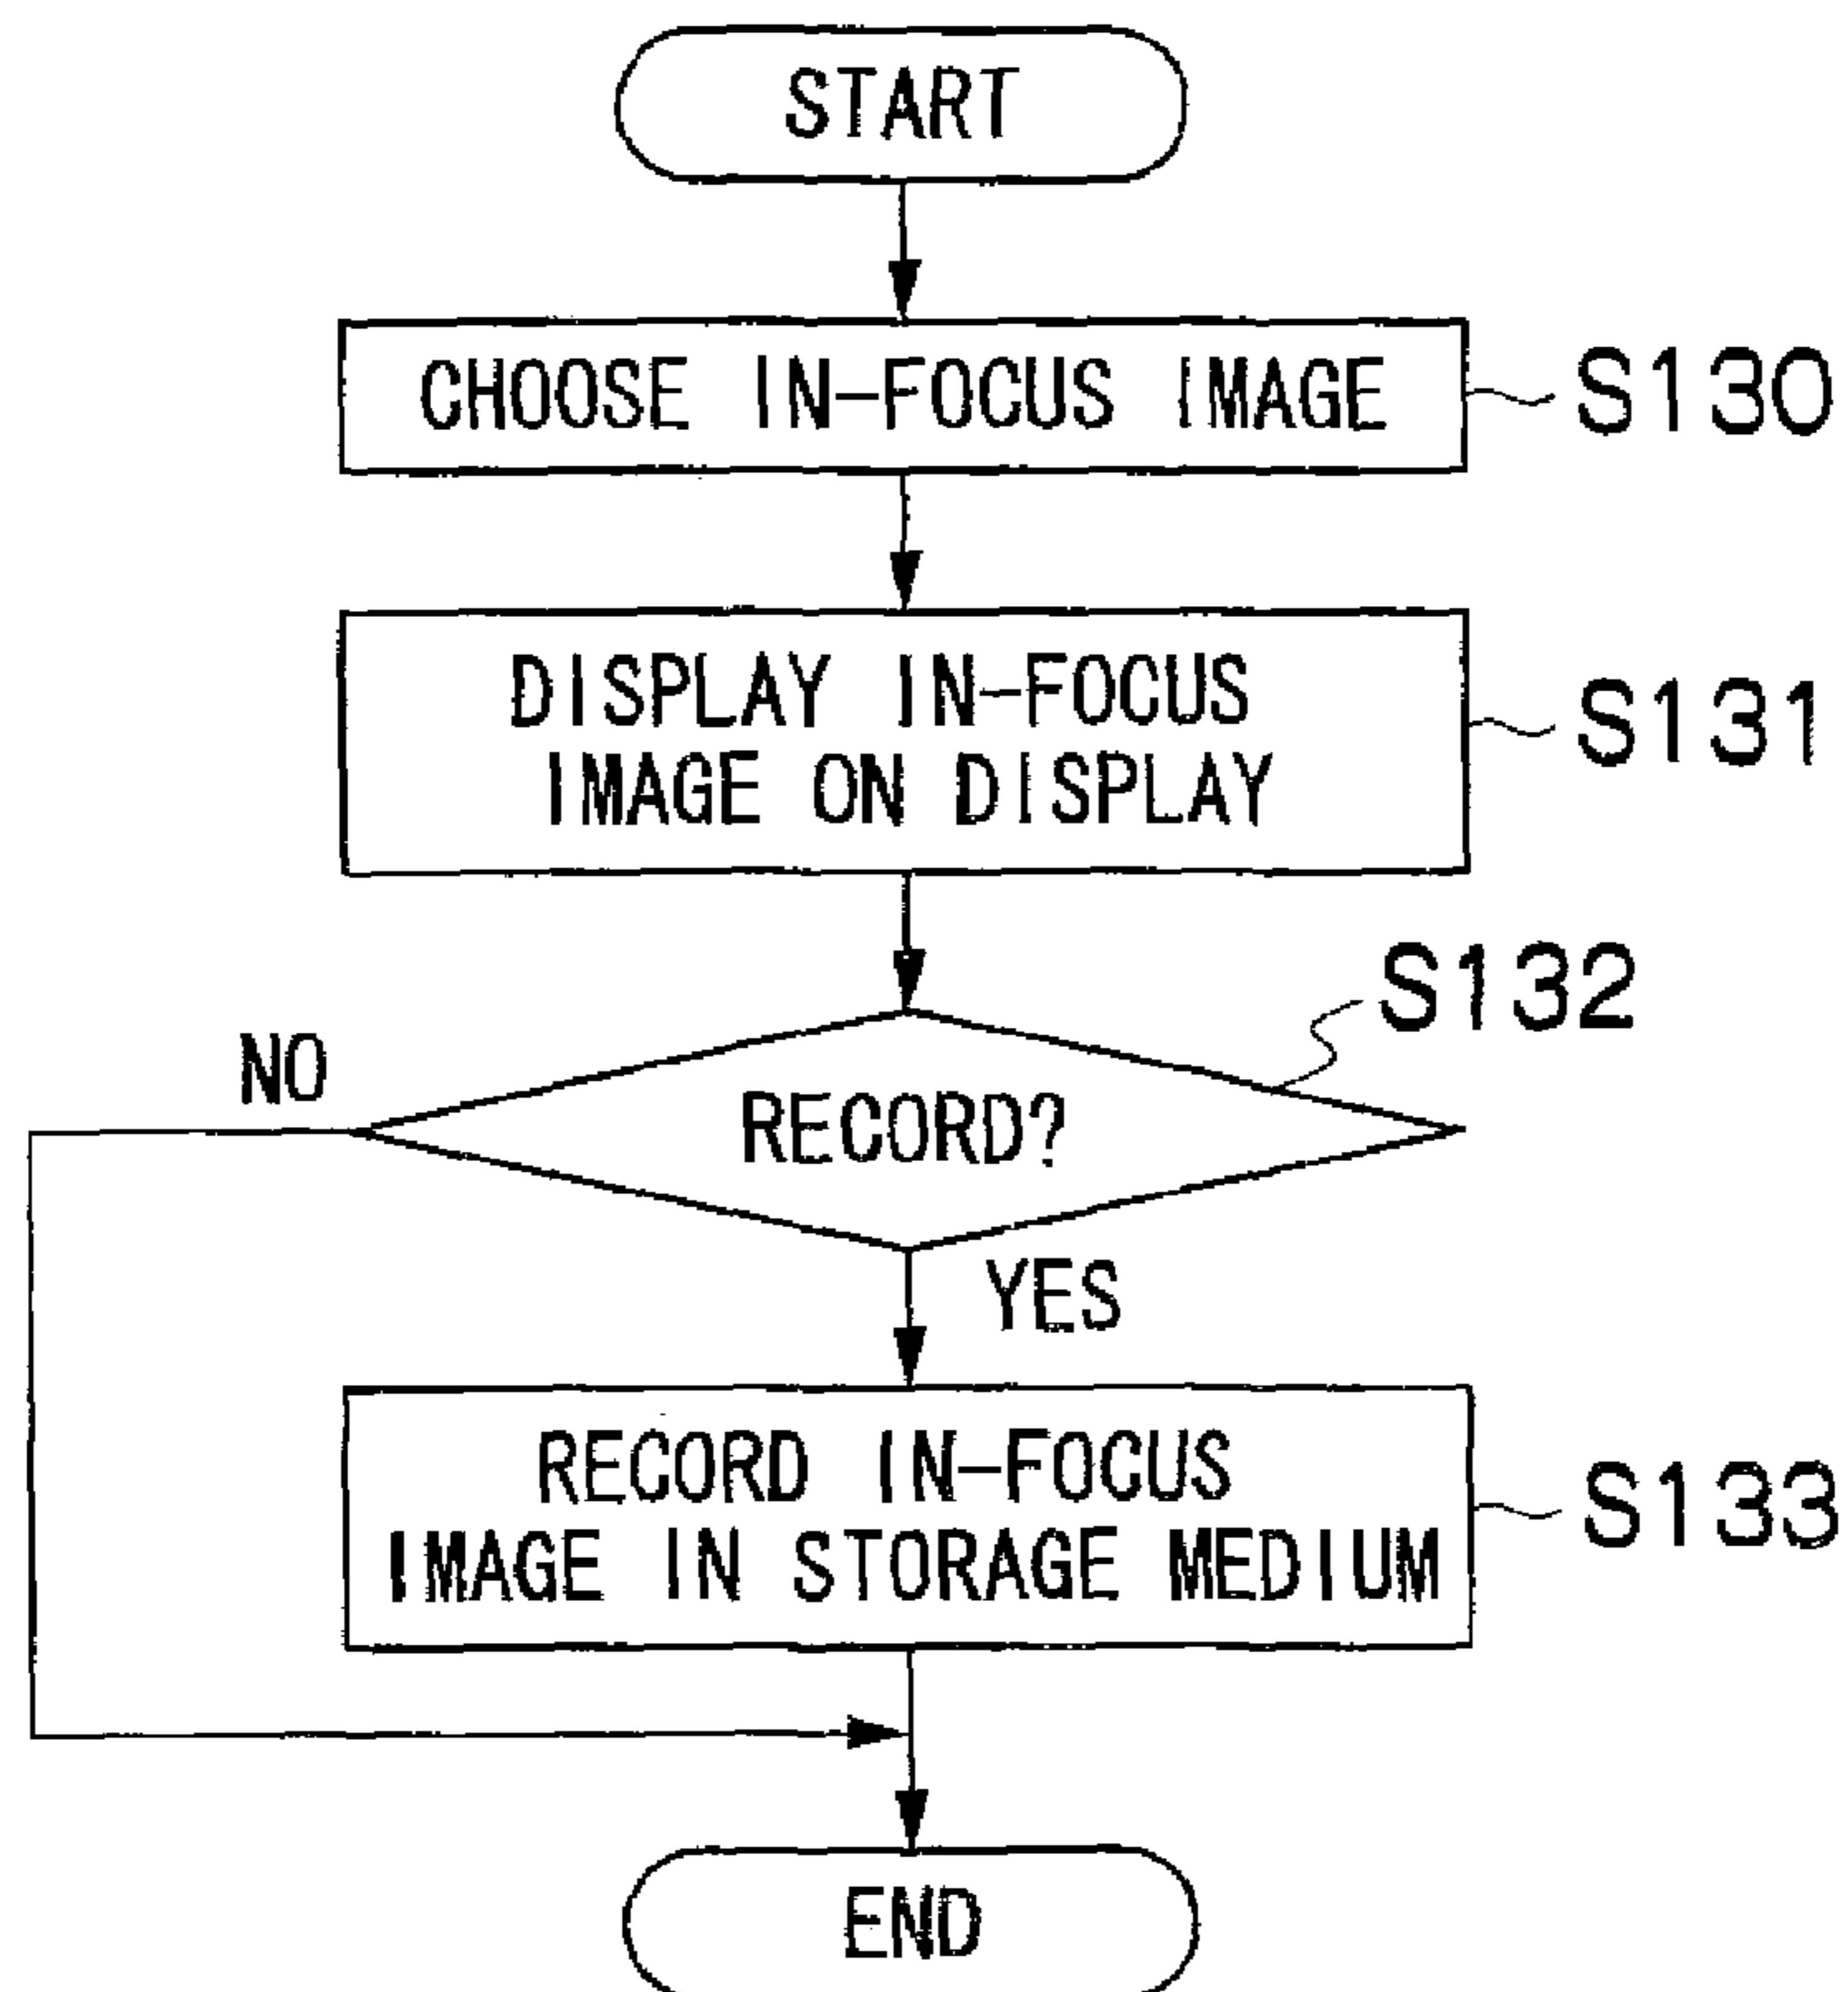 START
CHOOSE IN-FOCUS IMAGE
S130
DISPLAY IN-FOCUS
IMAGE ON DISPLAY
S131
S132
NO
RECORD?
YES
RECORD IN-FOCUS
IMAGE IN STORAGE MEDIUM
S133
END